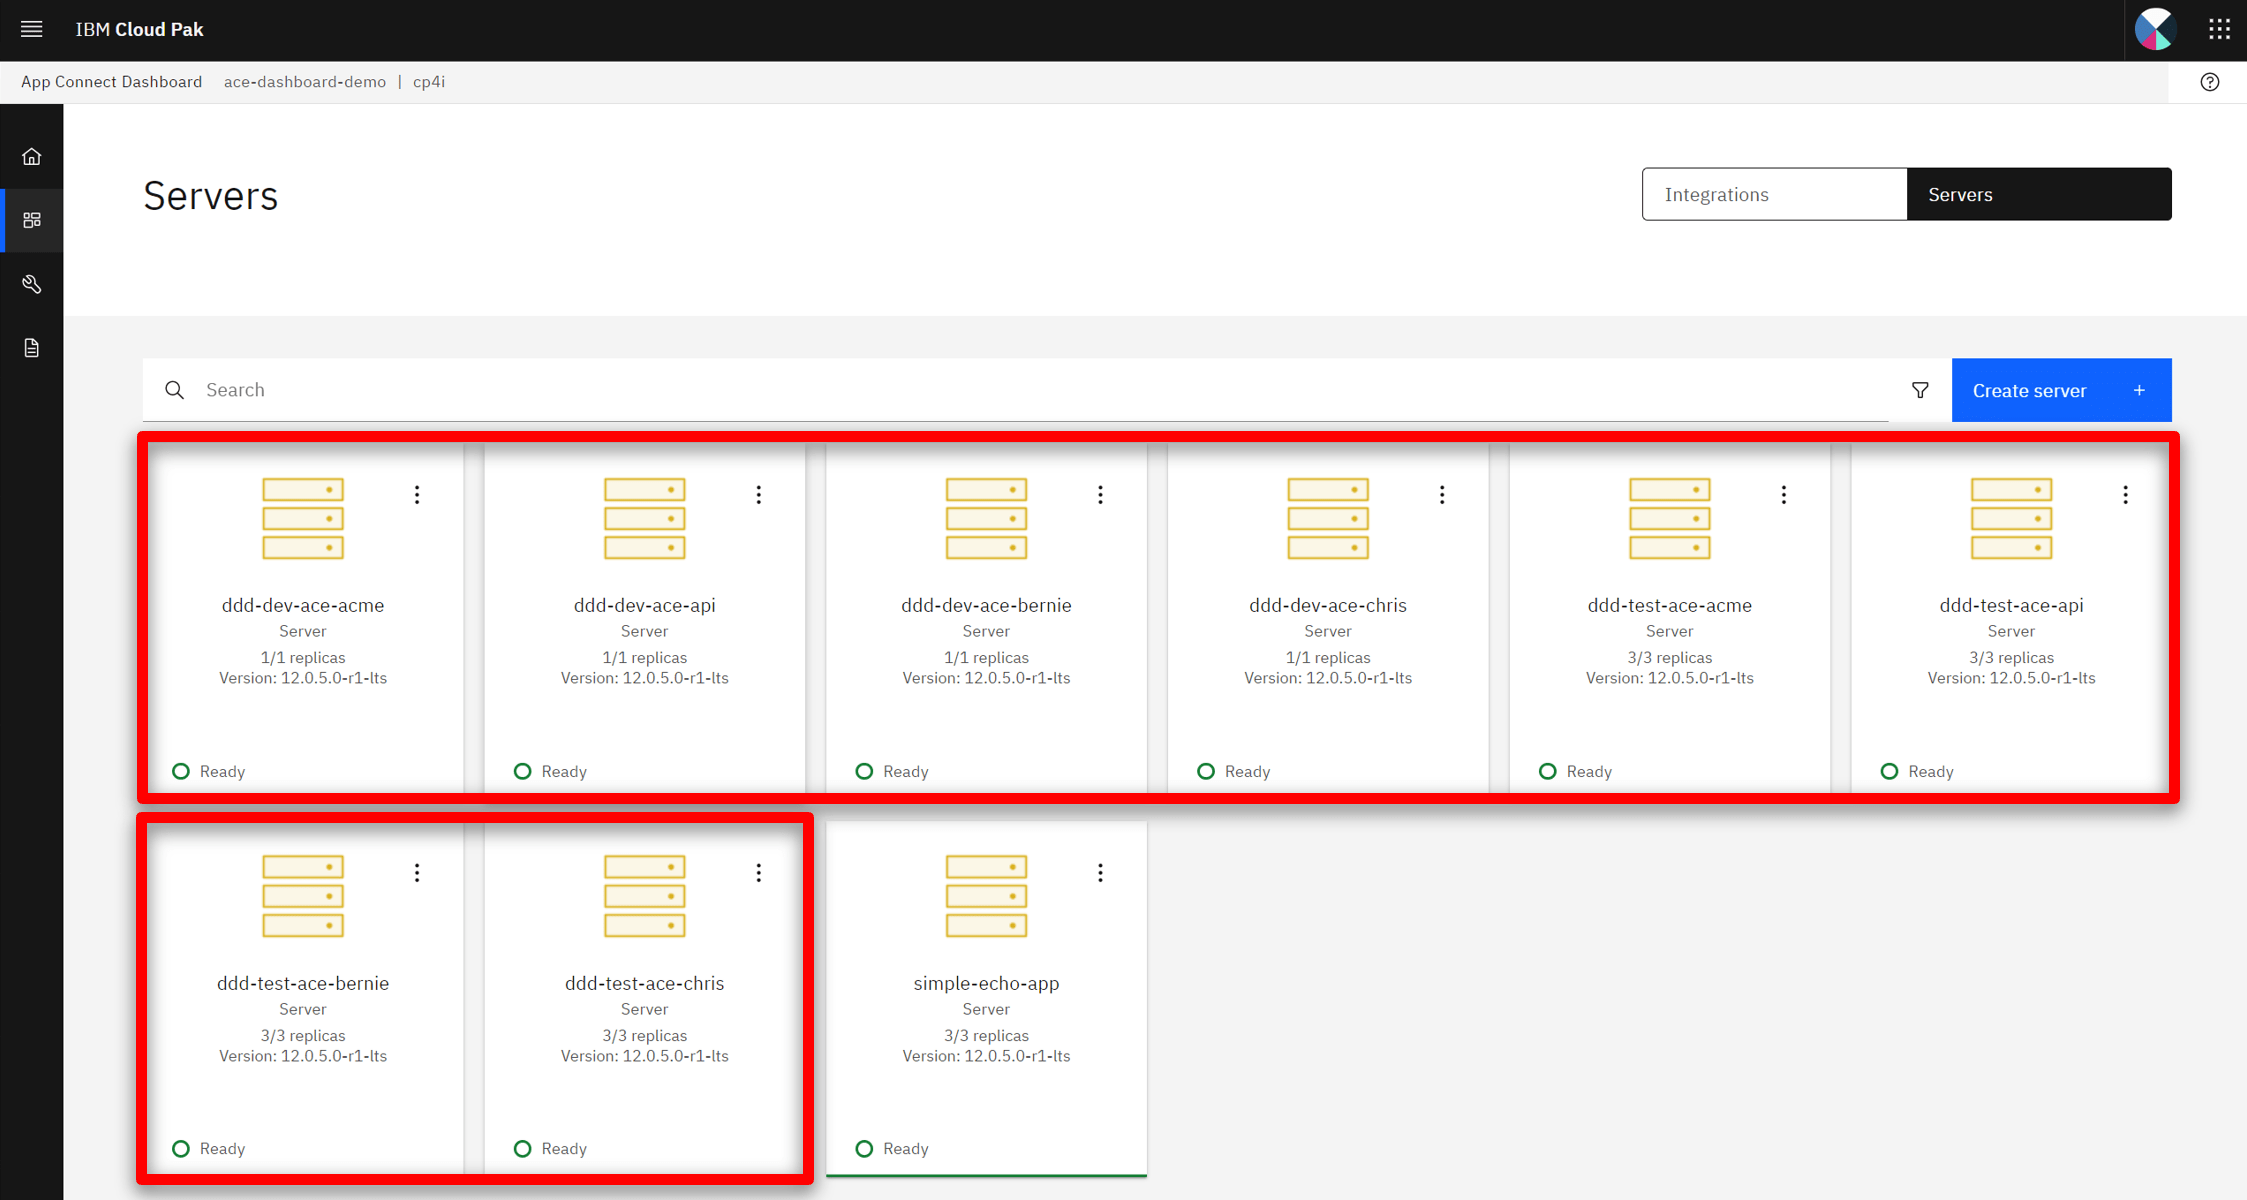 IBM Cloud Pak
App Connect Dashboard ace-dashboard-demo | cp4i
Servers
Integrations
Servers
Search
Create server +
ddd-dev-ace-acme
Server
1/1 replicas
Version: 12.0.5.0-r1-lts
Ready
ddd-dev-ace-api
Server
1/1 replicas
Version: 12.0.5.0-r1-lts
Ready
ddd-dev-ace-bernie
Server
1/1 replicas
Version: 12.0.5.0-r1-lts
Ready
ddd-dev-ace-chris
Server
1/1 replicas
Version: 12.0.5.0-r1-lts
Ready
ddd-test-ace-acme
Server
3/3 replicas
Version: 12.0.5.0-r1-lts
Ready
ddd-test-ace-api
Server
3/3 replicas
Version: 12.0.5.0-r1-lts
Ready
ddd-test-ace-bernie
Server
3/3 replicas
Version: 12.0.5.0-r1-lts
Ready
ddd-test-ace-chris
Server
3/3 replicas
Version: 12.0.5.0-r1-lts
Ready
simple-echo-app
Server
3/3 replicas
Version: 12.0.5.0-r1-lts
Ready